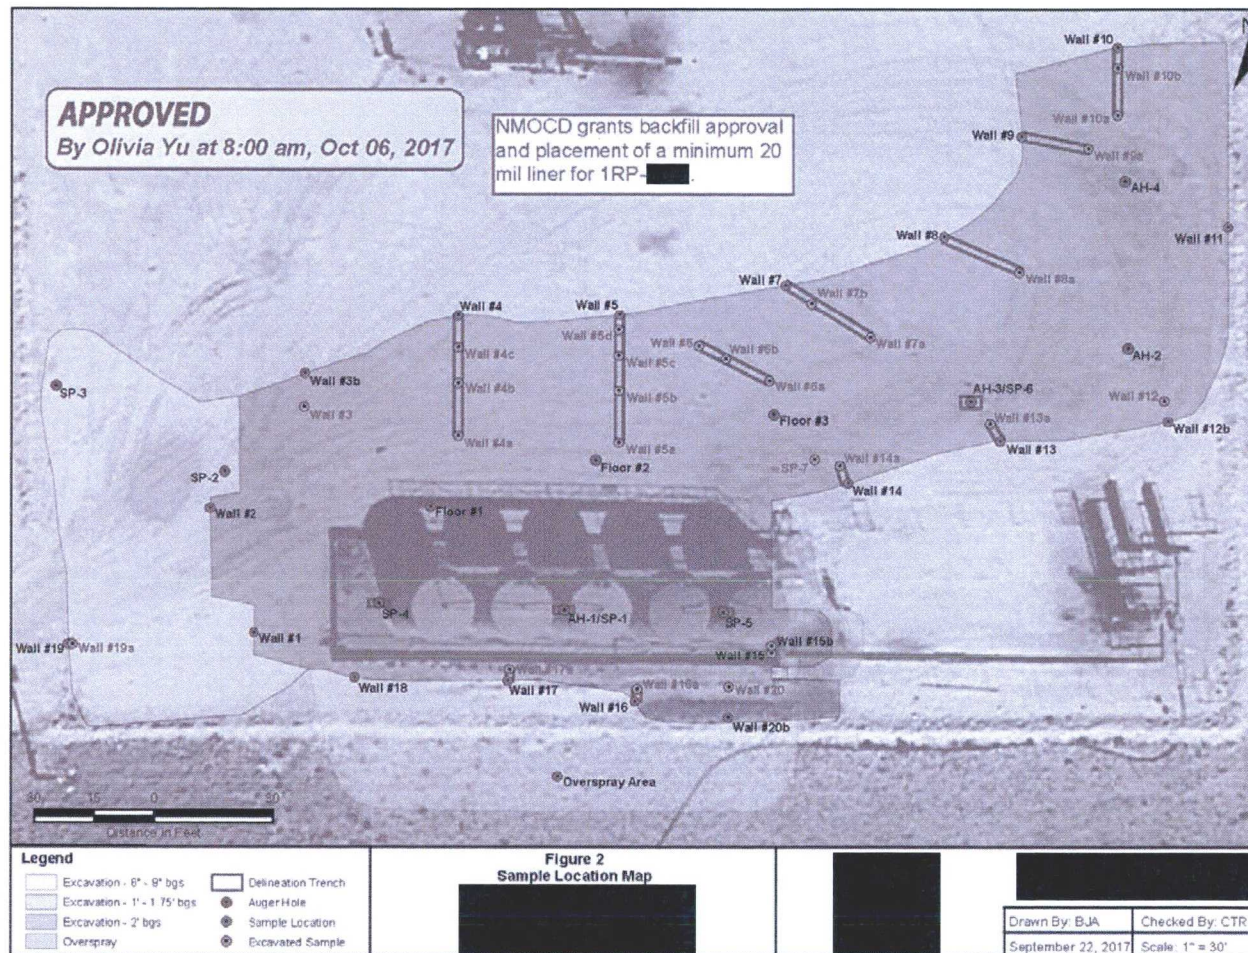 APPROVED
By Olivia Yu at 8:00 am, Oct 06, 2017
NMOCD grants backfill approval
and placement of a minimum 20
mil liner for 1RP-
N
Wall #10
Wall #10b
Wall #10a
Wall #9
Wall #9a
AH-4
Wall #11
Wall #8
Wall #8a
Wall #7
Wall #7b
Wall #7a
Wall #4
Wall #4c
Wall #4b
Wall #4a
Wall #5
Wall #5d
Wall #5c
Wall #5b
Wall #5a
Wall #6
Wall #6b
Wall #6a
AH-2
Wall #3b
Wall #3
SP-3
AH-3/SP-6
Wall #12
Wall #12b
Wall #13a
Wall #13
Floor #3
Floor #2
SP-7
Wall #14a
Wall #14
SP-2
Wall #2
Floor #1
SP-4
AH-1/SP-1
SP-5
Wall #1
Wall #19
Wall #19a
Wall #15b
Wall #15
Wall #18
Wall #17a
Wall #17
Wall #16a
Wall #16
Wall #20
Wall #20b
Overspray Area
30 15 0 30
Distance in Feet
Legend
Excavation - 6" - 9" bgs
Excavation - 1' - 1.75' bgs
Excavation - 2' bgs
Overspray
Delineation Trench
Auger Hole
Sample Location
Excavated Sample
Figure 2
Sample Location Map
Drawn By: BJA
Checked By: CTR
September 22, 2017
Scale: 1" = 30'